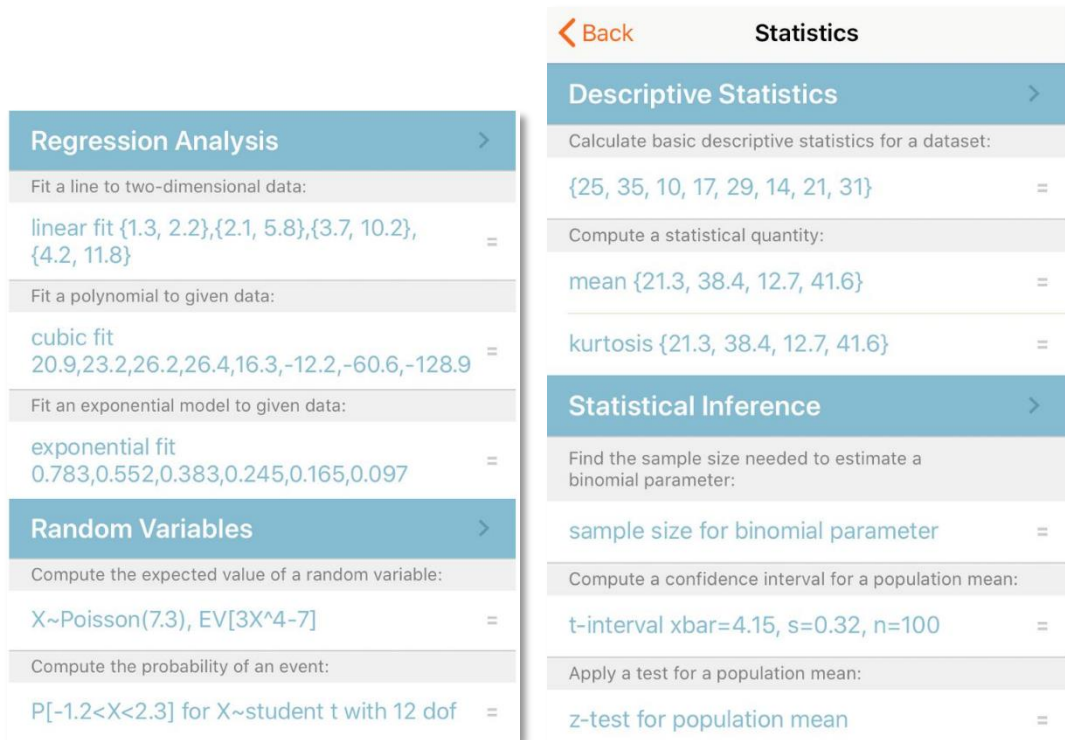 Regression Analysis
Fit a line to two-dimensional data:
linear fit {1.3, 2.2},{2.1, 5.8},{3.7, 10.2},
{4.2, 11.8}
=
Fit a polynomial to given data:
cubic fit
20.9,23.2,26.2,26.4,16.3,-12.2,-60.6,-128.9
=
Fit an exponential model to given data:
exponential fit
0.783,0.552,0.383,0.245,0.165,0.097
=
Random Variables
Compute the expected value of a random variable:
X~Poisson(7.3), EV[3X^4-7] =
Compute the probability of an event:
P[-1.2<X<2.3] for X~student t with 12 dof =
Back Statistics
Descriptive Statistics
Calculate basic descriptive statistics for a dataset:
{25, 35, 10, 17, 29, 14, 21, 31} =
Compute a statistical quantity:
mean {21.3, 38.4, 12.7, 41.6} =
kurtosis {21.3, 38.4, 12.7, 41.6} =
Statistical Inference
Find the sample size needed to estimate a
binomial parameter:
sample size for binomial parameter =
Compute a confidence interval for a population mean:
t-interval xbar=4.15, s=0.32, n=100 =
Apply a test for a population mean:
z-test for population mean =